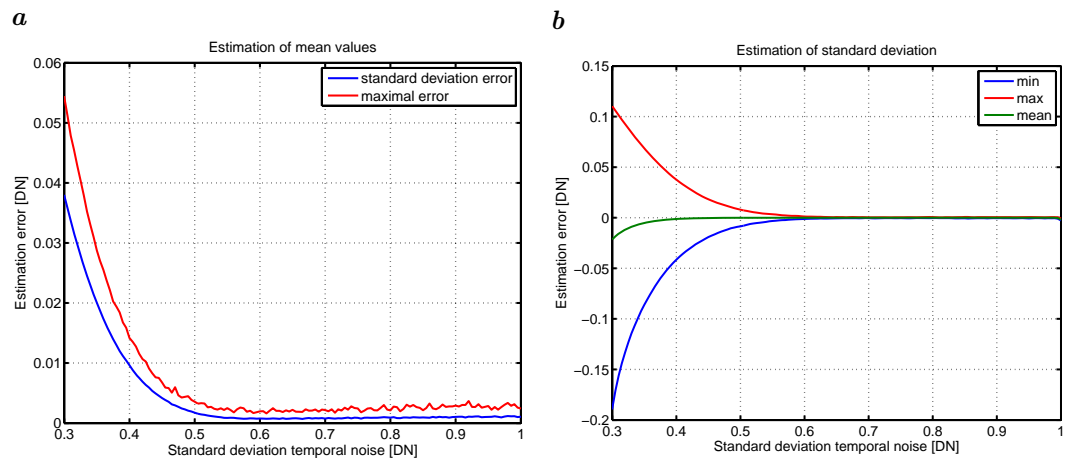 a
Estimation of mean values
0.06
0.05
0.04
0.03
0.02
0.01
0
Estimation error [DN]
standard deviation error
maximal error
0.3 0.4 0.5 0.6 0.7 0.8 0.9 1
Standard deviation temporal noise [DN]
b
Estimation of standard deviation
0.15
0.1
0.05
0
−0.05
−0.1
−0.15
−0.2
Estimation error [DN]
min
max
mean
0.3 0.4 0.5 0.6 0.7 0.8 0.9 1
Standard deviation temporal noise [DN]